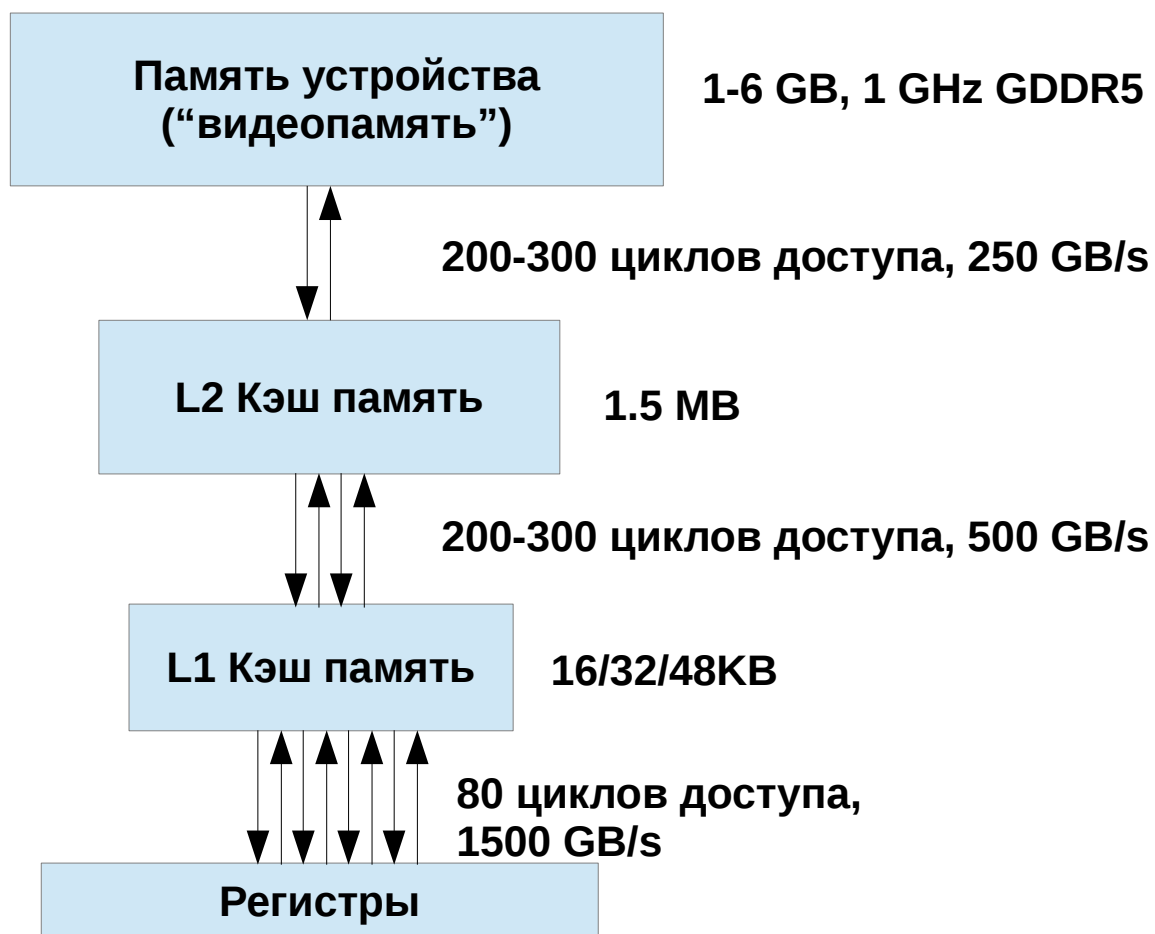 Память устройства
(“видеопамять”)
1-6 GB, 1 GHz GDDR5
200-300 циклов доступа, 250 GB/s
L2 Кэш память
1.5 MB
200-300 циклов доступа, 500 GB/s
L1 Кэш память
16/32/48KB
80 циклов доступа,
1500 GB/s
Регистры